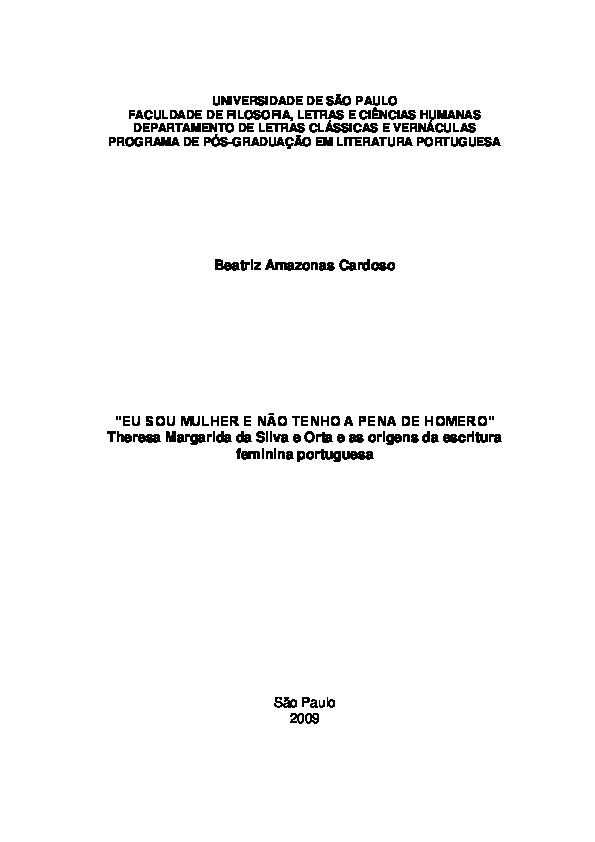 UNIVERSIDADE DE SÃO PAULO
FACULDADE DE FILOSOFIA, LETRAS E CIÊNCIAS HUMANAS
DEPARTAMENTO DE LETRAS CLÁSSICAS E VERNÁCULAS
PROGRAMA DE PÓS-GRADUAÇÃO EM LITERATURA PORTUGUESA
Beatriz Amazonas Cardoso
"EU SOU MULHER E NÃO TENHO A PENA DE HOMERO"
Theresa Margarida da Silva e Orta e as origens da escritura
feminina portuguesa
São Paulo
2009